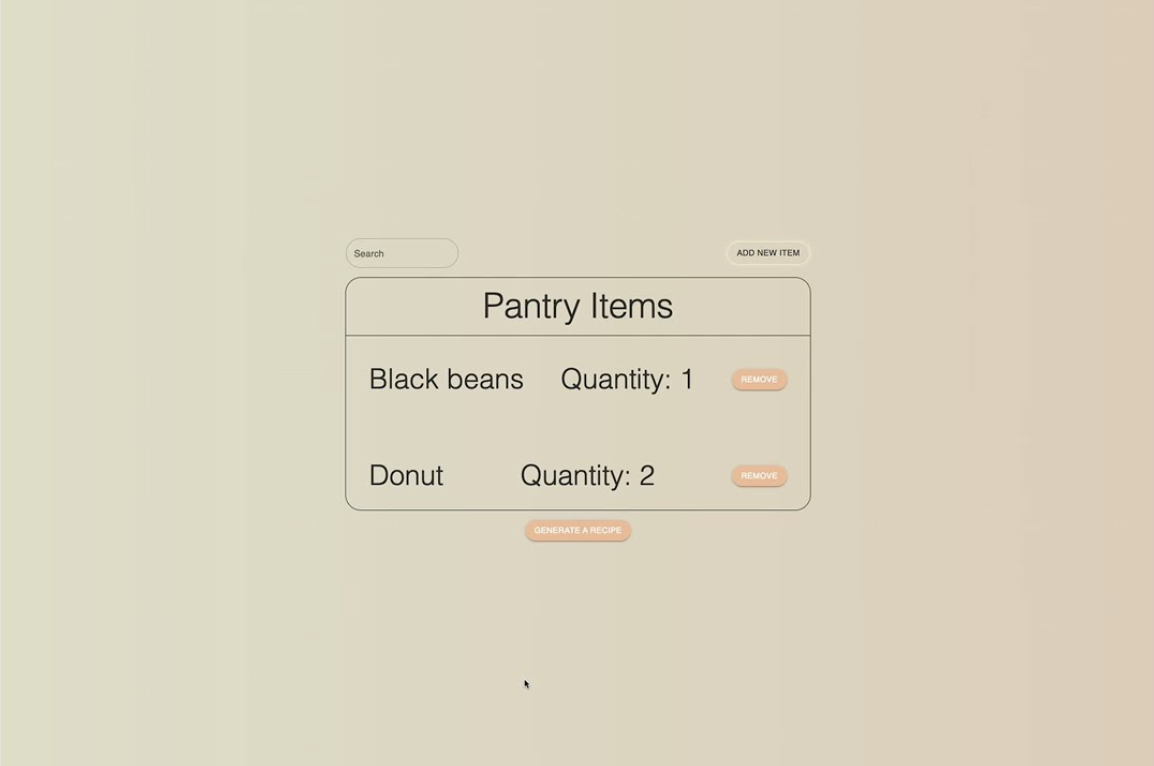 Search
ADD NEW ITEM
Pantry Items
Black beans Quantity: 1 REMOVE
Donut Quantity: 2 REMOVE
GENERATE A RECIPE